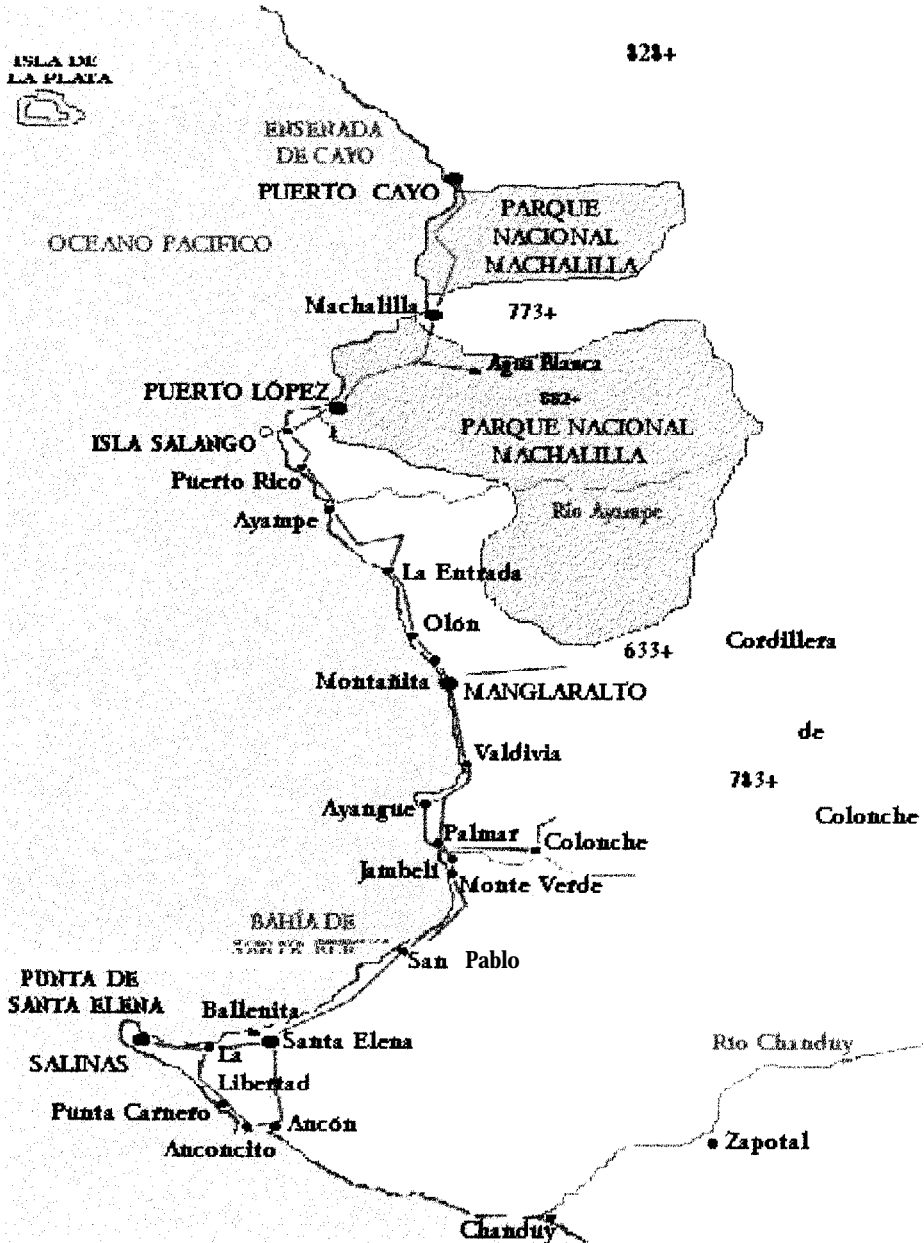 ISLA DE
LA PLATA
828+
ENSENADA
DE CAYO
PUERTO CAYO
PARQUE
NACIONAL
MACHALILLA
OCEANO PACIFICO
Machalilla
773+
Agua Blanca
PUERTO LÓPEZ
882+
PARQUE NACIONAL
MACHALILLA
ISLA SALANGO
Puerto Rico
Río Ayampe
Ayampe
La Entrada
Olón
633+
Cordillera
Montañita
MANGLARALTO
de
Valdivia
783+
Ayangue
Colonche
Palmar
Colonche
Jambelí
Monte Verde
BAHÍA DE
San Pablo
PUNTA DE
SANTA ELENA
Ballenita
Santa Elena
Río Chanduy
SALINAS
La
Libertad
Punta Carnero
Ancón
Anconcito
Zapotal
Chanduy